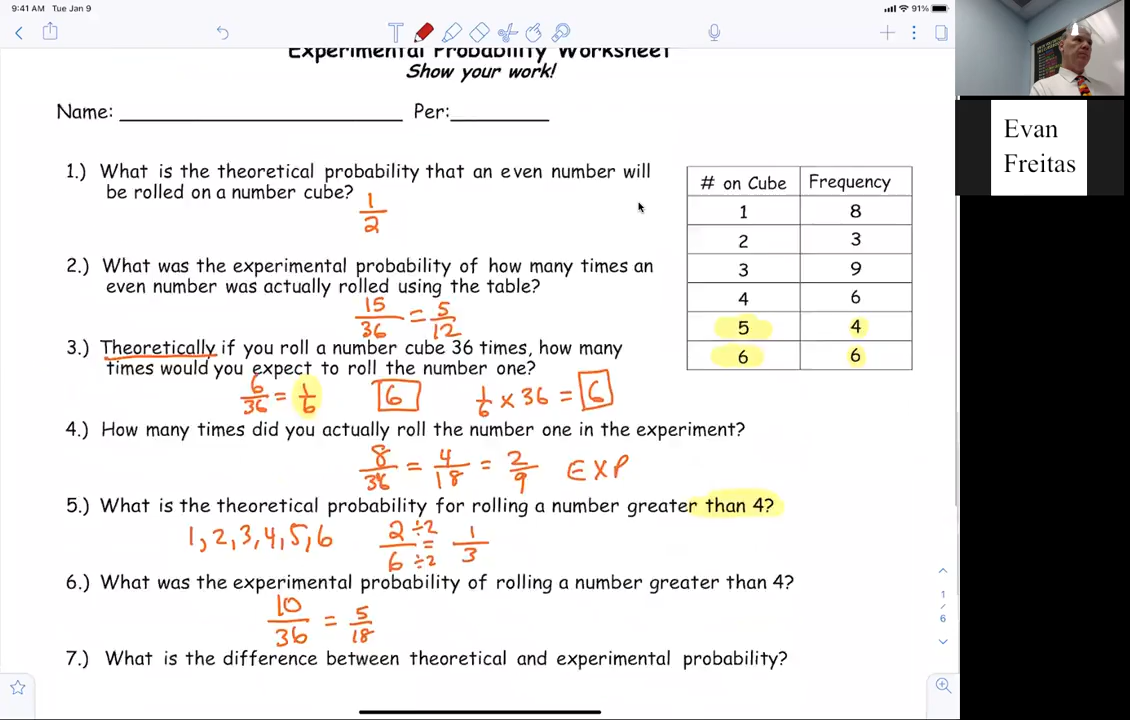 9:41 AM Tue Jan 9
91%
Experimental Probability Worksheet
Show your work!
Name: ____________ Per:________
1.) What is the theoretical probability that an even number will
be rolled on a number cube?
1/2
# on Cube Frequency
1 8
2 3
3 9
4 6
5 4
6 6
2.) What was the experimental probability of how many times an
even number was actually rolled using the table?
15/36 = 5/12
3.) Theoretically if you roll a number cube 36 times, how many
times would you expect to roll the number one?
6/36 = 1/6 6 1/6 x 36 = 6
4.) How many times did you actually roll the number one in the experiment?
8/36 = 4/18 = 2/9 EXP
5.) What is the theoretical probability for rolling a number greater than 4?
1, 2, 3, 4, 5, 6 2/6 ÷2/÷2 = 1/3
6.) What was the experimental probability of rolling a number greater than 4?
10/36 = 5/18
7.) What is the difference between theoretical and experimental probability?
1
/
6
Evan
Freitas